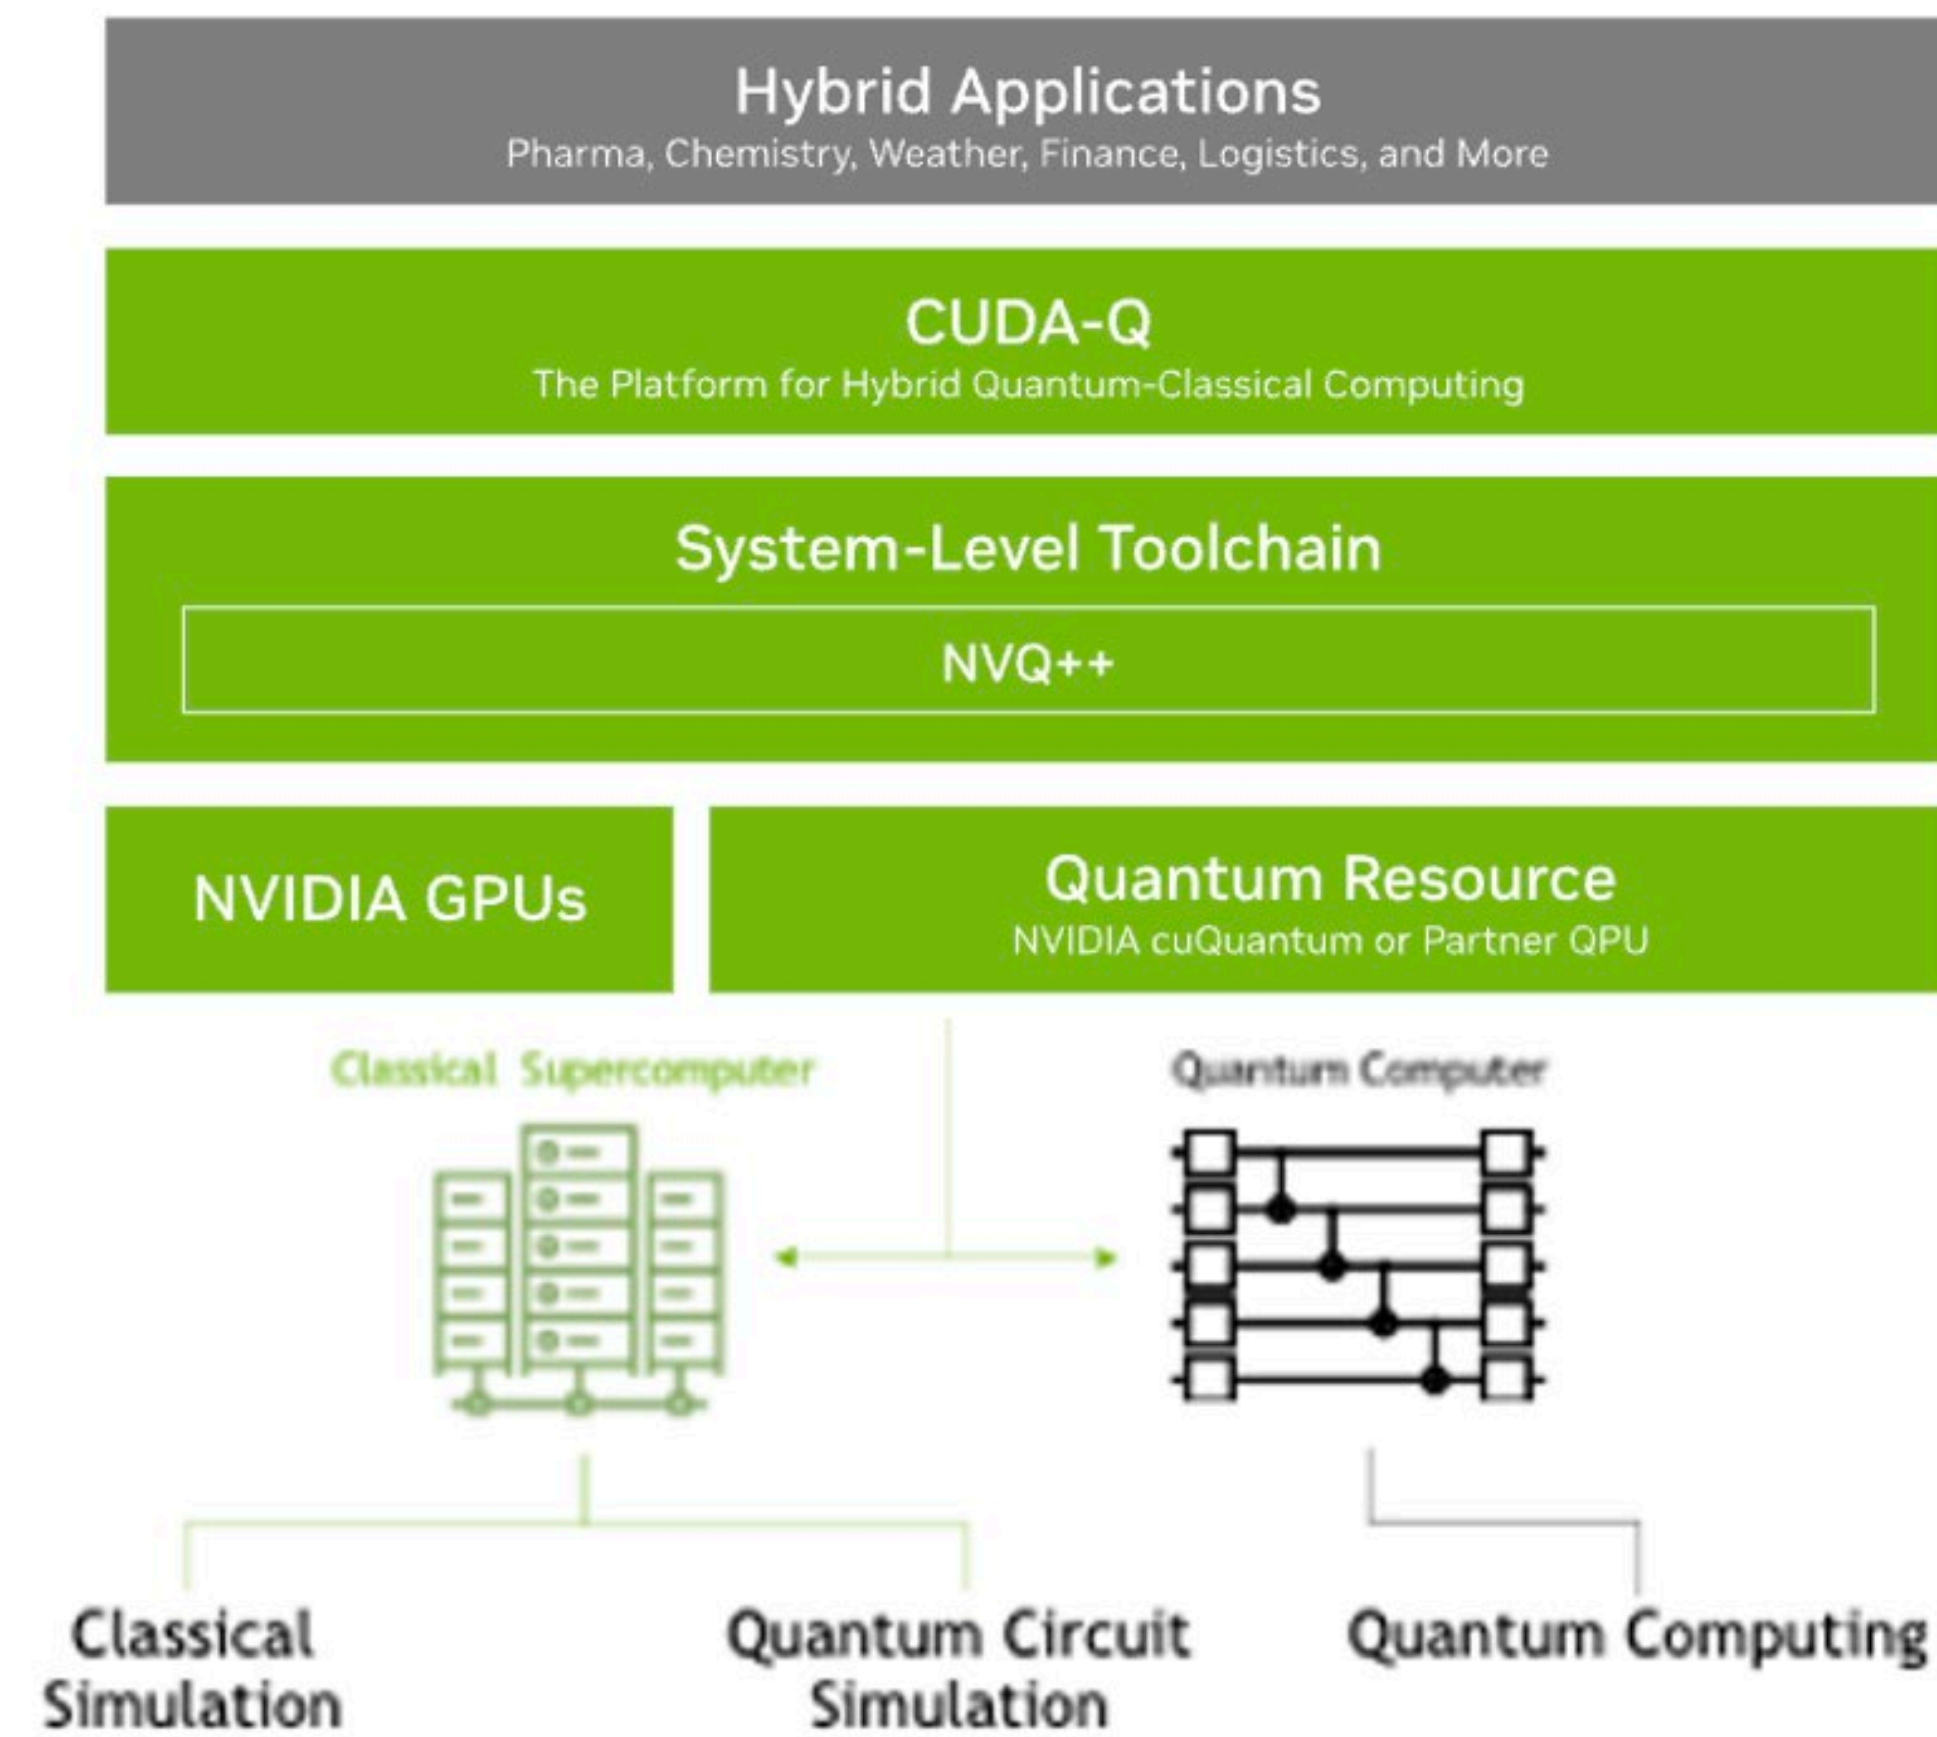 Hybrid Applications
Pharma, Chemistry, Weather, Finance, Logistics, and More
CUDA-Q
The Platform for Hybrid Quantum-Classical Computing
System-Level Toolchain
NVQ++
NVIDIA GPUs
Quantum Resource
NVIDIA cuQuantum or Partner QPU
Classical Supercomputer
Quantum Computer
Classical
Simulation
Quantum Circuit
Simulation
Quantum Computing